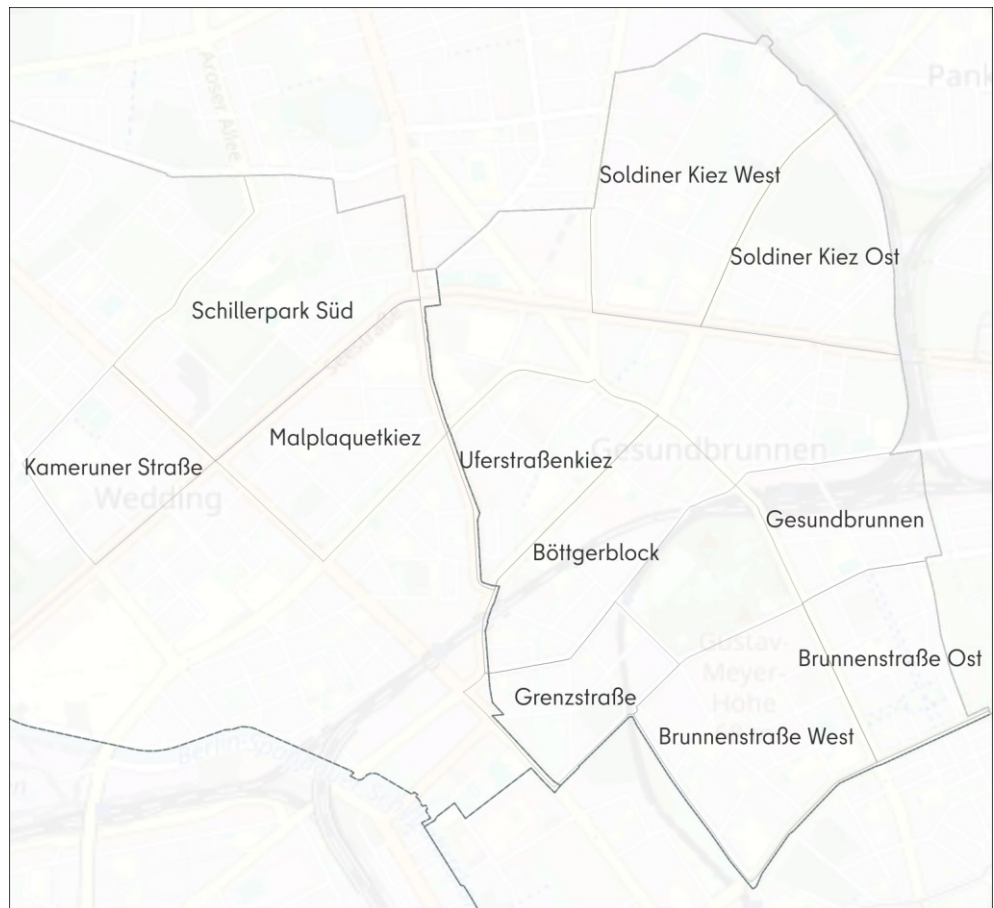 Aroser Allee
Pank
Soldiner Kiez West
Soldiner Kiez Ost
Schillerpark Süd
Seestraße
Malplaquetkiez
Gesundbrunnen
Uferstraßenkiez
Kameruner Straße
Wedding
Gesundbrunnen
Böttgerblock
Gustav-
Meyer-
Höhe
Brunnenstraße Ost
Grenzstraße
Brunnenstraße West